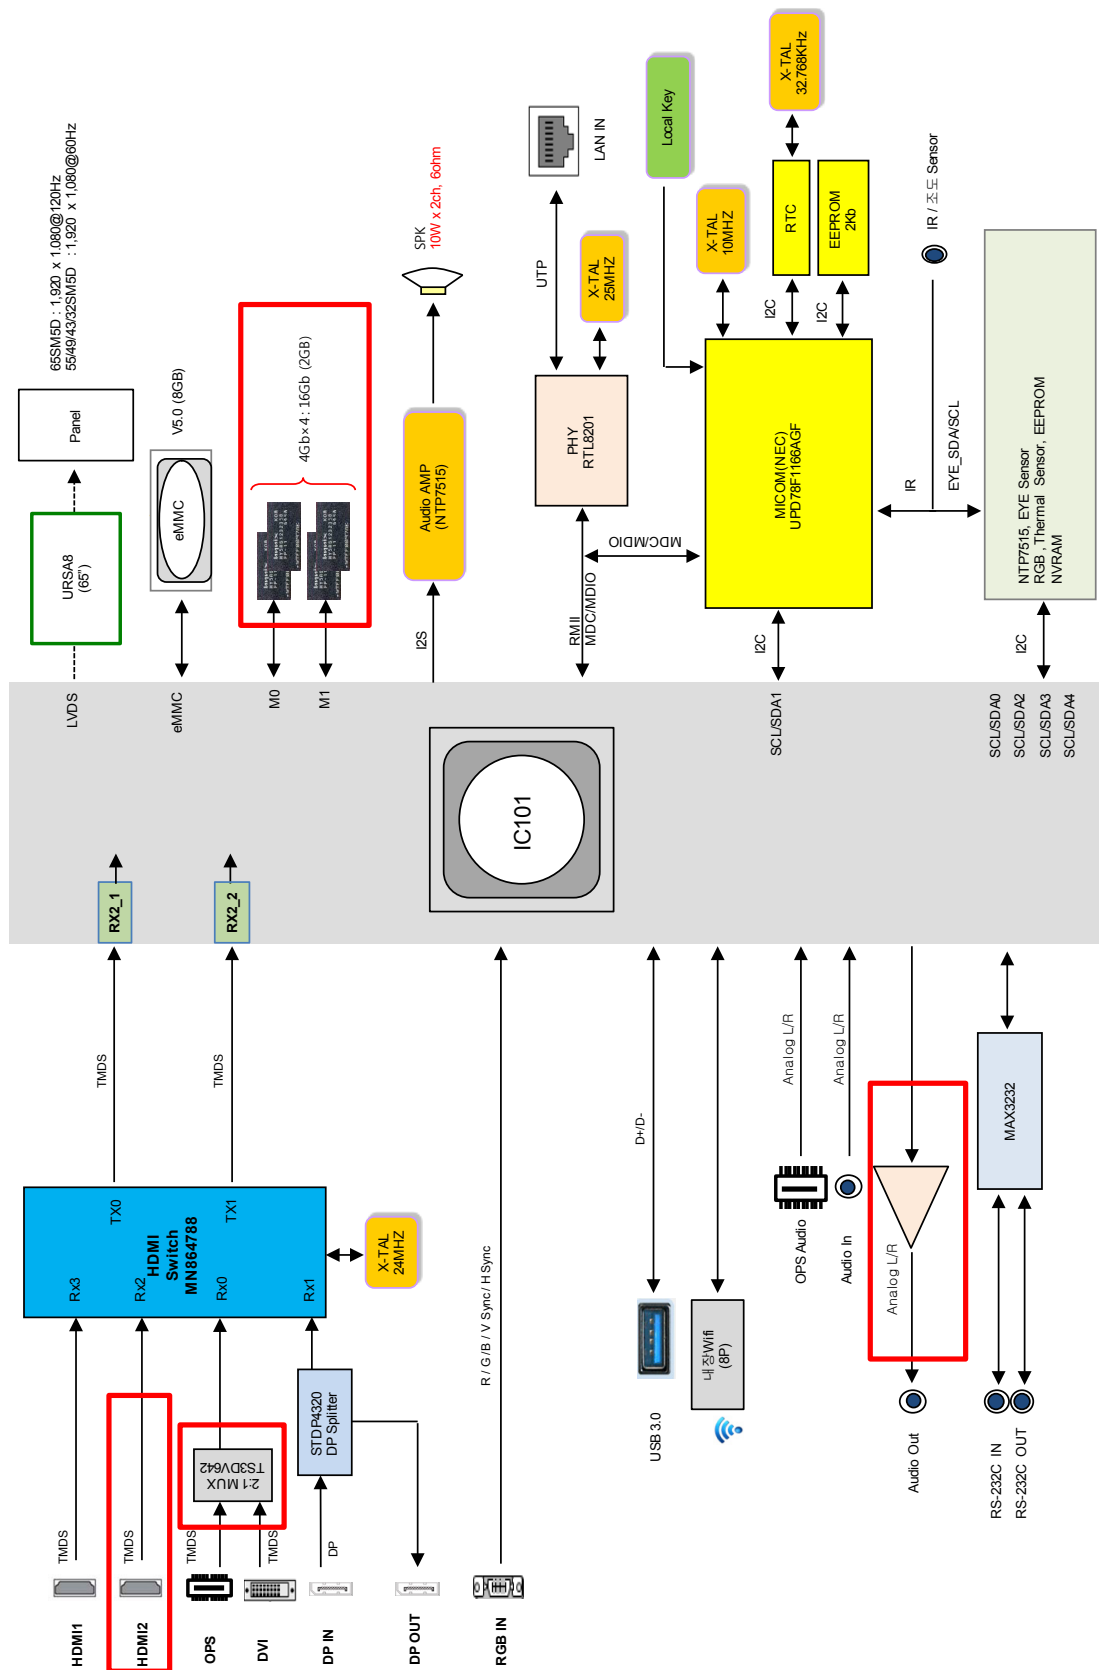 65SM5D : 1,920 x 1.080@120Hz
55/49/43/32SM5D : 1,920 x 1,080@60Hz
Panel
URSA8
(65")
LVDS
V5.0 (8GB)
eMMC
eMMC
4Gb×4 : 16Gb (2GB)
M0
M1
SPK
10W x 2ch, 6ohm
Audio AMP
(NTP7515)
I2S
LAN IN
UTP
X-TAL
25MHZ
PHY
RTL8201
RMII
MDC/MDIO
MDC/MDIO
Local Key
X-TAL
10MHZ
X-TAL
32.768KHz
RTC
EEPROM
2Kb
I2C
I2C
MICOM(NEC)
UPD78F1166AGF
I2C
SCL/SDA1
IR / 조도 Sensor
IR
EYE_SDA/SCL
NTP7515, EYE Sensor
RGB , Thermal Sensor, EEPROM
NVRAM
I2C
SCL/SDA0
SCL/SDA2
SCL/SDA3
SCL/SDA4
IC101
RX2_1
RX2_2
TMDS
TMDS
TX0
TX1
HDMI
Switch
MN864788
Rx3
Rx2
Rx0
Rx1
X-TAL
24MHZ
STDP4320
DP Splitter
2:1 MUX
TS3DV642
TMDS
TMDS
TMDS
TMDS
DP
HDMI1
HDMI2
OPS
DVI
DP IN
DP OUT
RGB IN
R / G/B / V Sync/ H Sync
D+/D-
USB 3.0
내장Wifi
(8P)
Analog L/R
OPS Audio
Analog L/R
Audio In
Analog L/R
Audio Out
MAX3232
RS-232C IN
RS-232C OUT